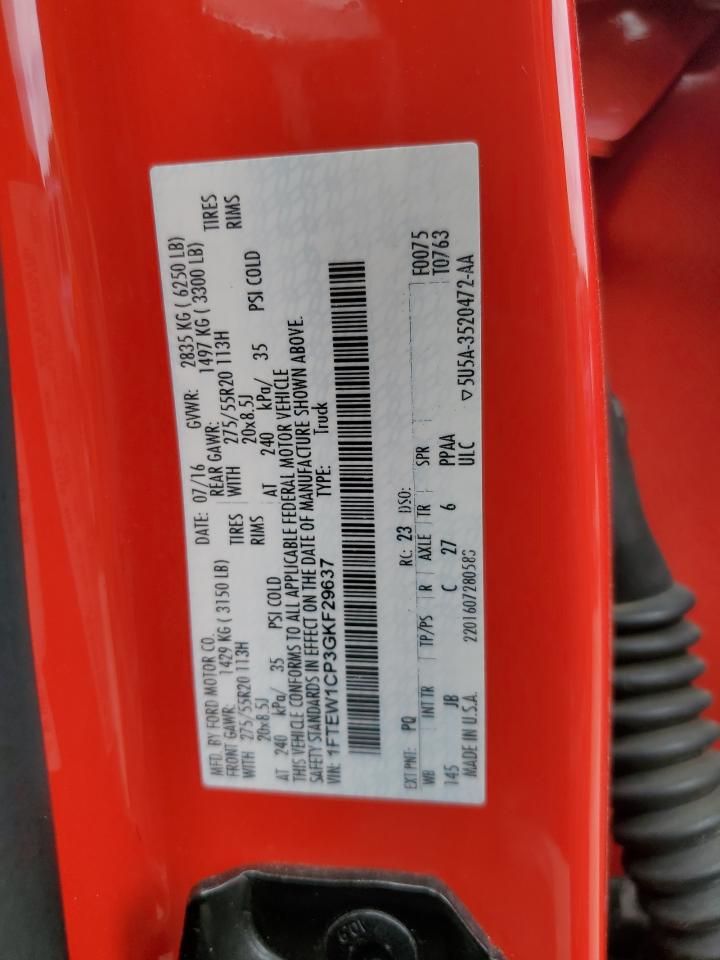 MFD. BY FORD MOTOR CO.
DATE: 07/16 GVWR: 2835 KG ( 6250 LB)
FRONT GAWR: 1429 KG ( 3150 LB)
REAR GAWR: 1497 KG ( 3300 LB)
WITH 275/55R20 113H TIRES
WITH 275/55R20 113H TIRES
20x8.5J RIMS
20x8.5J RIMS
AT 240 kPa/ 35 PSI COLD
AT 240 kPa/ 35 PSI COLD
THIS VEHICLE CONFORMS TO ALL APPLICABLE FEDERAL MOTOR VEHICLE
SAFETY STANDARDS IN EFFECT ON THE DATE OF MANUFACTURE SHOWN ABOVE.
VIN: 1FTEW1CP3GKF29637
TYPE: Truck
EXT PNT: PQ RC: 23 DSO: F0075
WB INT TR TP/PS R AXLE TR SPR T0763
145 JB C 27 6 PPAA
ULC
MADE IN U.S.A. ▽5U5A-3520472-AA